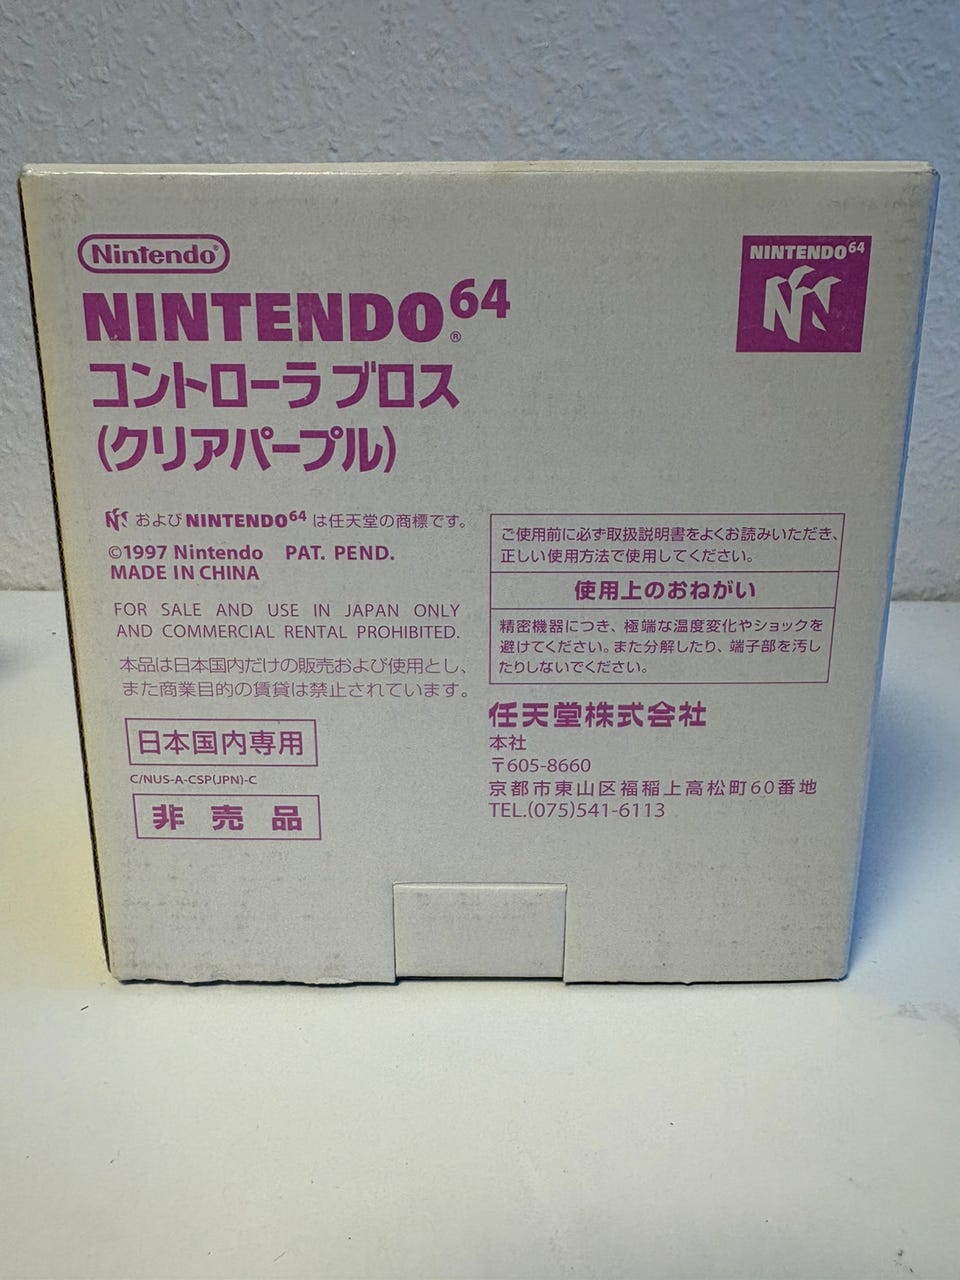 Nintendo®
NINTENDO64®
コントローラ ブロス
(クリアパープル)
NINTENDO64
および NINTENDO64 は任天堂の商標です。
©1997 Nintendo PAT. PEND.
MADE IN CHINA
FOR SALE AND USE IN JAPAN ONLY
AND COMMERCIAL RENTAL PROHIBITED.
本品は日本国内だけの販売および使用とし、
また商業目的の賃貸は禁止されています。
日本国内専用
C/NUS-A-CSP(JPN)-C
非売品
ご使用前に必ず取扱説明書をよくお読みいただき、
正しい使用方法で使用してください。
使用上のおねがい
精密機器につき、極端な温度変化やショックを
避けてください。また分解したり、端子部を汚し
たりしないでください。
任天堂株式会社
本社
〒605-8660
京都市東山区福稲上高松町60番地
TEL.(075)541-6113